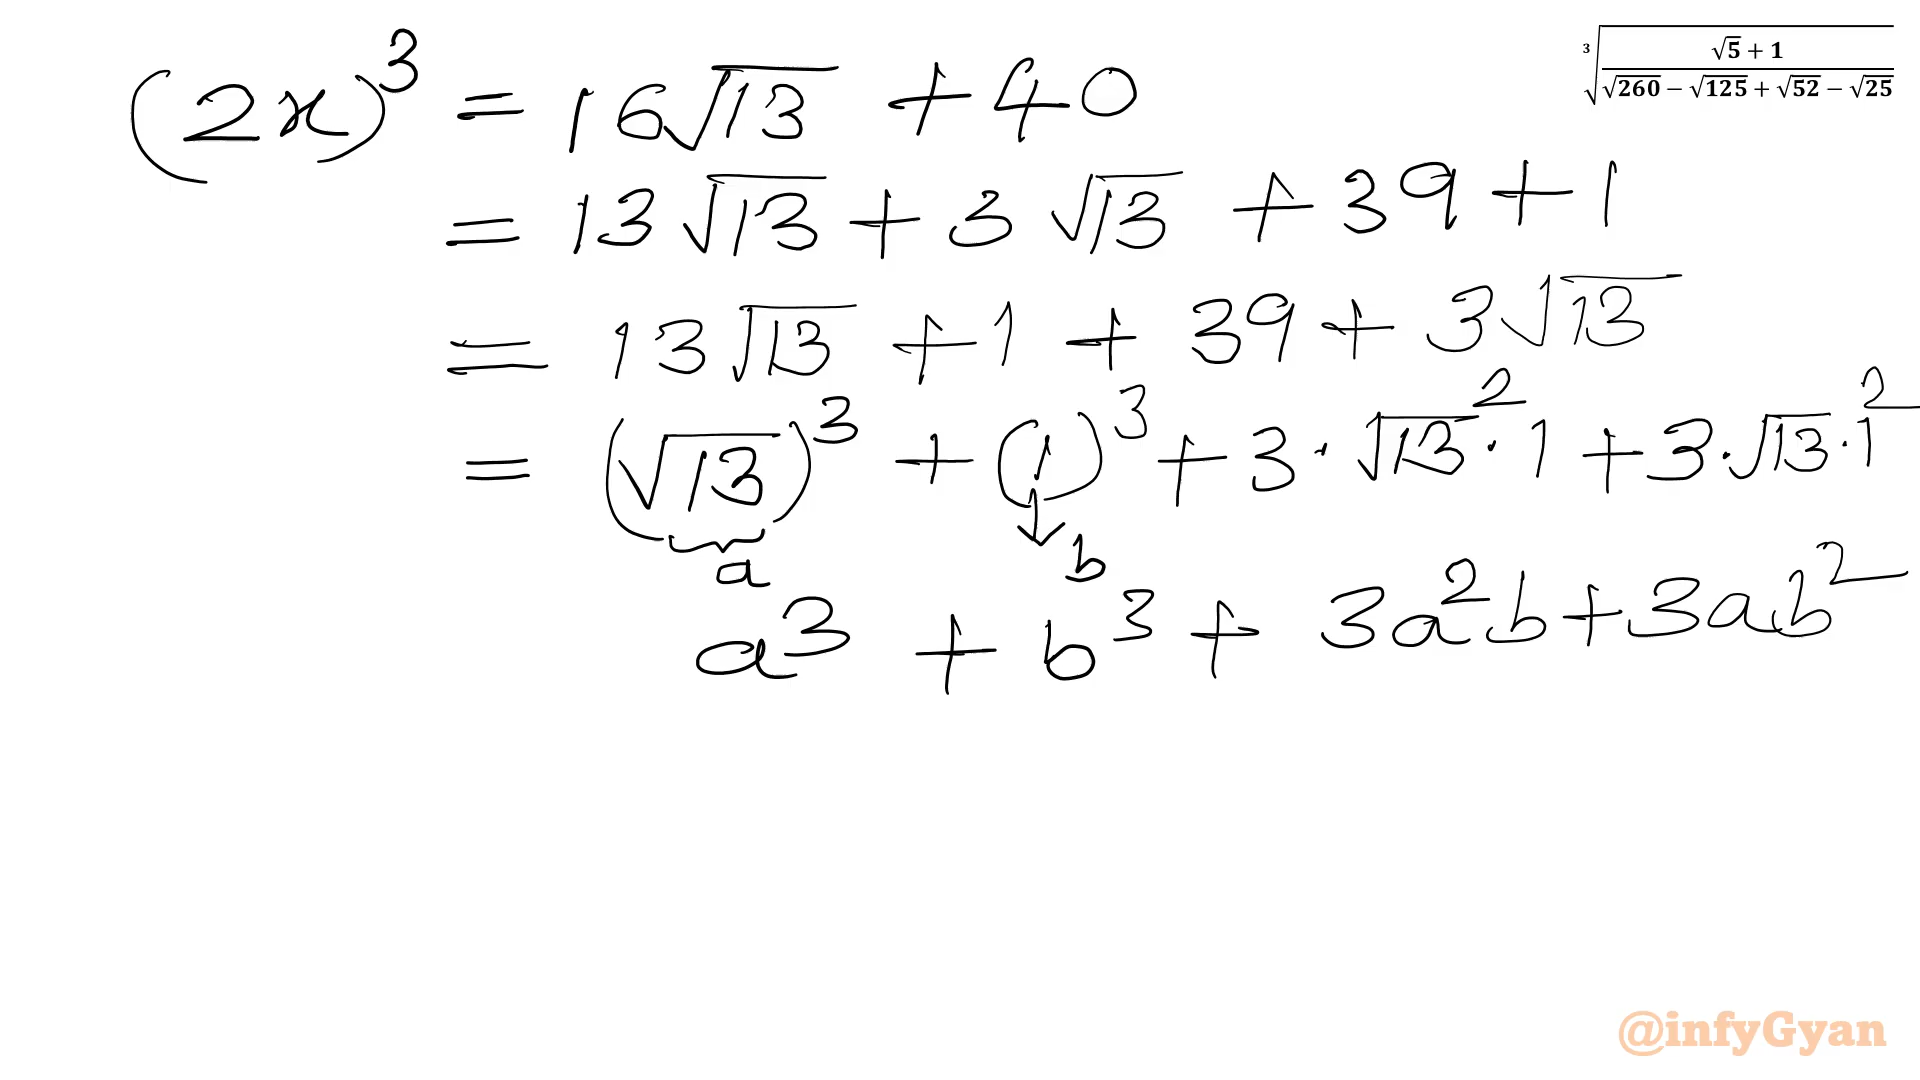 (2x)³ = 16√13 + 40
∛((√5 + 1)/(√260 − √125 + √52 − √25))
= 13√13 + 3√13 + 39 + 1
= 13√13 + 1 + 39 + 3√13
= (√13)³ + (1)³ + 3·√13²·1 + 3·√13·1²
a b
a³ + b³ + 3a²b + 3ab²
@infyGyan